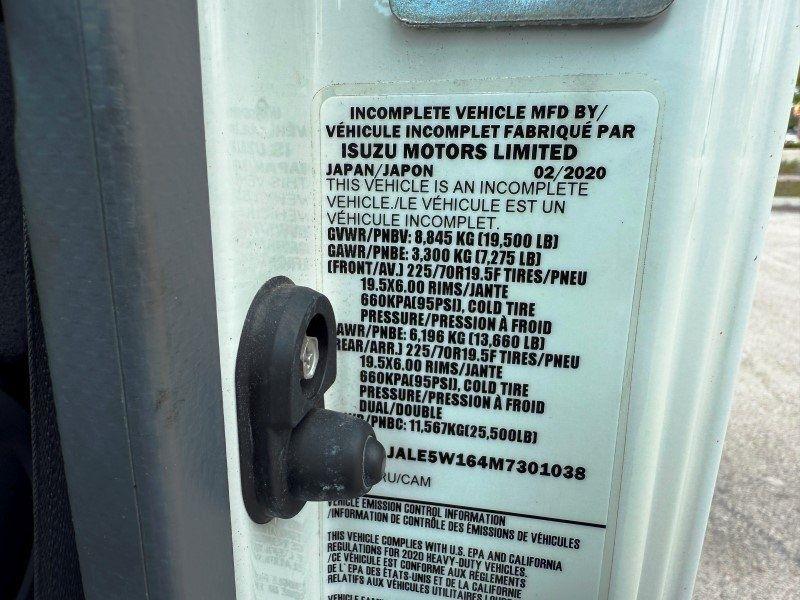 INCOMPLETE VEHICLE MFD BY/
VÉHICULE INCOMPLET FABRIQUÉ PAR
ISUZU MOTORS LIMITED
JAPAN/JAPON 02/2020
THIS VEHICLE IS AN INCOMPLETE
VEHICLE./LE VÉHICULE EST UN
VÉHICULE INCOMPLET.
GVWR/PNBV: 8,845 KG (19,500 LB)
GAWR/PNBE: 3,300 KG (7,275 LB)
(FRONT/AV.) 225/70R19.5F TIRES/PNEU
19.5X6.00 RIMS/JANTE
660KPA(95PSI), COLD TIRE
PRESSURE/PRESSION À FROID
AWR/PNBE: 6,196 KG (13,660 LB)
REAR/ARR.) 225/70R19.5F TIRES/PNEU
19.5X6.00 RIMS/JANTE
660KPA(95PSI), COLD TIRE
PRESSURE/PRESSION À FROID
DUAL/DOUBLE
/PNBC: 11,567KG(25,500LB)
JALE5W164M7301038
RU/CAM
VEHICLE EMISSION CONTROL INFORMATION
/INFORMATION DE CONTRÔLE DES ÉMISSIONS DE VÉHICULES
THIS VEHICLE COMPLIES WITH U.S. EPA AND CALIFORNIA
REGULATIONS FOR 2020 HEAVY-DUTY VEHICLES.
/CE VÉHICULE EST CONFORME AUX RÈGLEMENTS
DE L'EPA DES ÉTATS-UNIS ET DE LA CALIFORNIE
RELATIFS AUX VÉHICULES UTILITAIRES